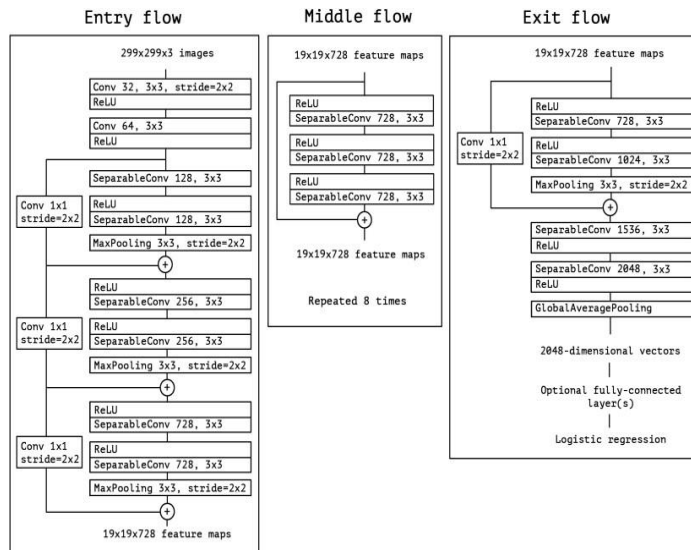 Entry flow
299x299x3 images
Conv 32, 3x3, stride=2x2
ReLU
Conv 64, 3x3
ReLU
Conv 1x1
stride=2x2
SeparableConv 128, 3x3
ReLU
SeparableConv 128, 3x3
MaxPooling 3x3, stride=2x2
+
Conv 1x1
stride=2x2
ReLU
SeparableConv 256, 3x3
ReLU
SeparableConv 256, 3x3
MaxPooling 3x3, stride=2x2
+
Conv 1x1
stride=2x2
ReLU
SeparableConv 728, 3x3
ReLU
SeparableConv 728, 3x3
MaxPooling 3x3, stride=2x2
+
19x19x728 feature maps
Middle flow
19x19x728 feature maps
ReLU
SeparableConv 728, 3x3
ReLU
SeparableConv 728, 3x3
ReLU
SeparableConv 728, 3x3
+
19x19x728 feature maps
Repeated 8 times
Exit flow
19x19x728 feature maps
Conv 1x1
stride=2x2
ReLU
SeparableConv 728, 3x3
ReLU
SeparableConv 1024, 3x3
MaxPooling 3x3, stride=2x2
+
SeparableConv 1536, 3x3
ReLU
SeparableConv 2048, 3x3
ReLU
GlobalAveragePooling
2048-dimensional vectors
Optional fully-connected
layer(s)
Logistic regression